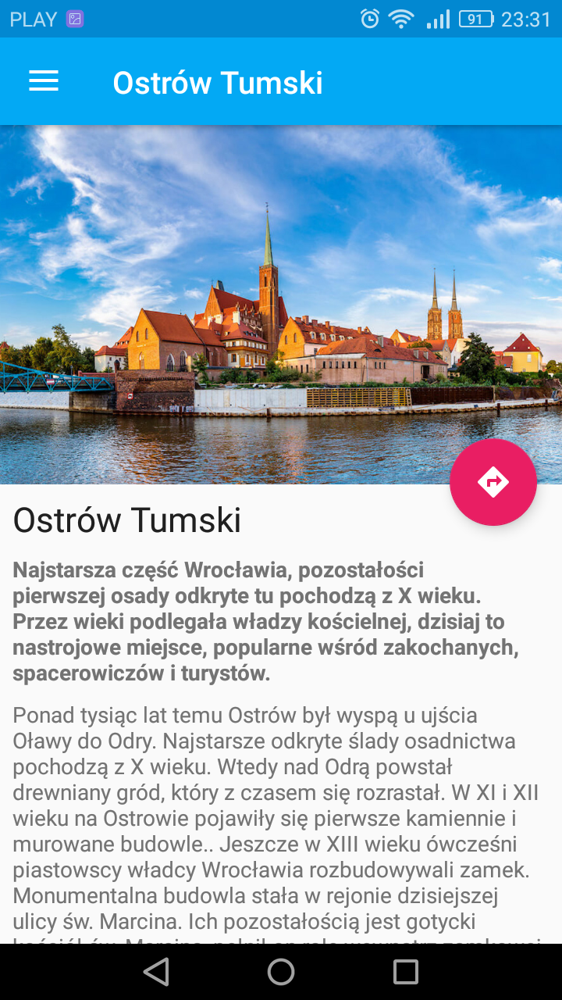 PLAY 91 23:31
Ostrów Tumski
Ostrów Tumski
Najstarsza część Wrocławia, pozostałości
pierwszej osady odkryte tu pochodzą z X wieku.
Przez wieki podlegała władzy kościelnej, dzisiaj to
nastrojowe miejsce, popularne wśród zakochanych,
spacerowiczów i turystów.
Ponad tysiąc lat temu Ostrów był wyspą u ujścia
Oławy do Odry. Najstarsze odkryte ślady osadnictwa
pochodzą z X wieku. Wtedy nad Odrą powstał
drewniany gród, który z czasem się rozrastał. W XI i XII
wieku na Ostrowie pojawiły się pierwsze kamiennie i
murowane budowle.. Jeszcze w XIII wieku ówcześni
piastowscy władcy Wrocławia rozbudowywali zamek.
Monumentalna budowla stała w rejonie dzisiejszej
ulicy św. Marcina. Ich pozostałością jest gotycki